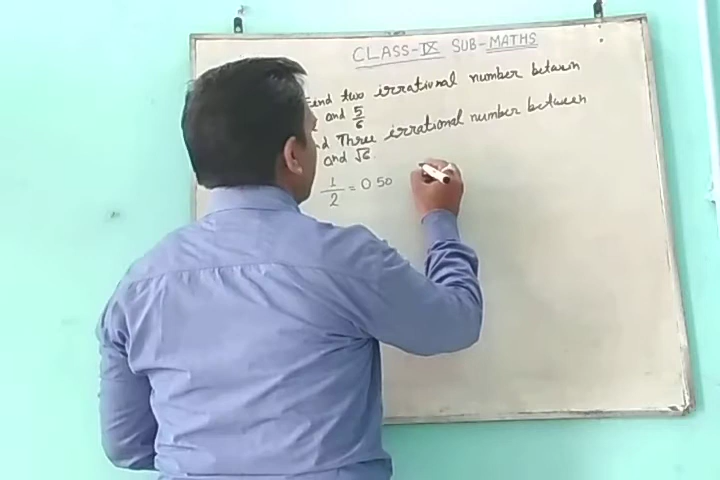 CLASS-IX SUB-MATHS
two irrational number between
and 5/6
Three irrational number between
and √6.
1/2 = 0 50